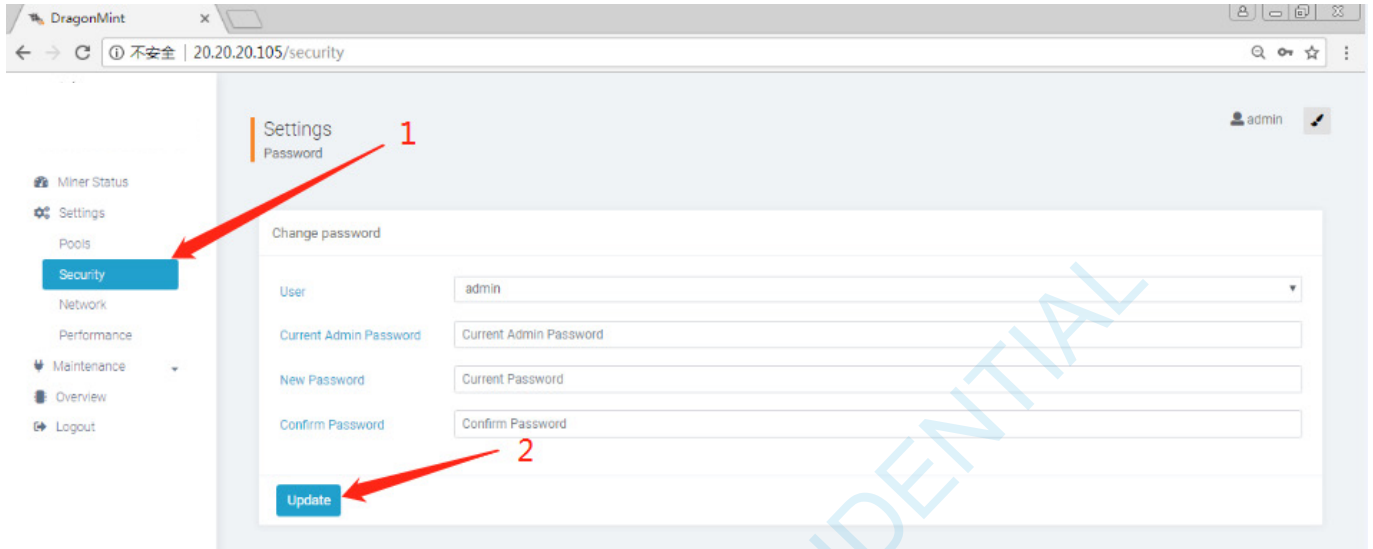 DragonMint
不安全 | 20.20.20.105/security
admin
Settings
Password
1
Miner Status
Settings
Pools
Security
Network
Performance
Maintenance
Overview
Logout
Change password
User
admin
Current Admin Password
Current Admin Password
New Password
Current Password
Confirm Password
Confirm Password
2
Update
IDENTIAL